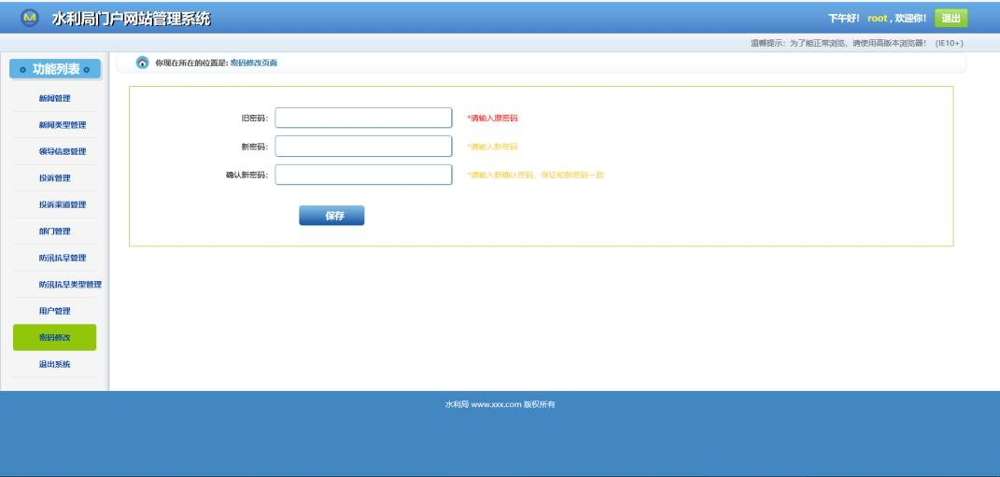 水利局门户网站管理系统
下午好！ root , 欢迎你！ 退出
温馨提示：为了能正常浏览，请使用高版本浏览器！ (IE10+)
功能列表
你现在所在的位置是: 密码修改页面
新闻管理
新闻类型管理
领导信息管理
投诉管理
投诉渠道管理
部门管理
防汛抗旱管理
防汛抗旱类型管理
用户管理
密码修改
退出系统
旧密码： *请输入原密码
新密码： *请输入新密码
确认新密码： *请输入新确认密码，保证和新密码一致
保存
水利局 www.xxx.com 版权所有